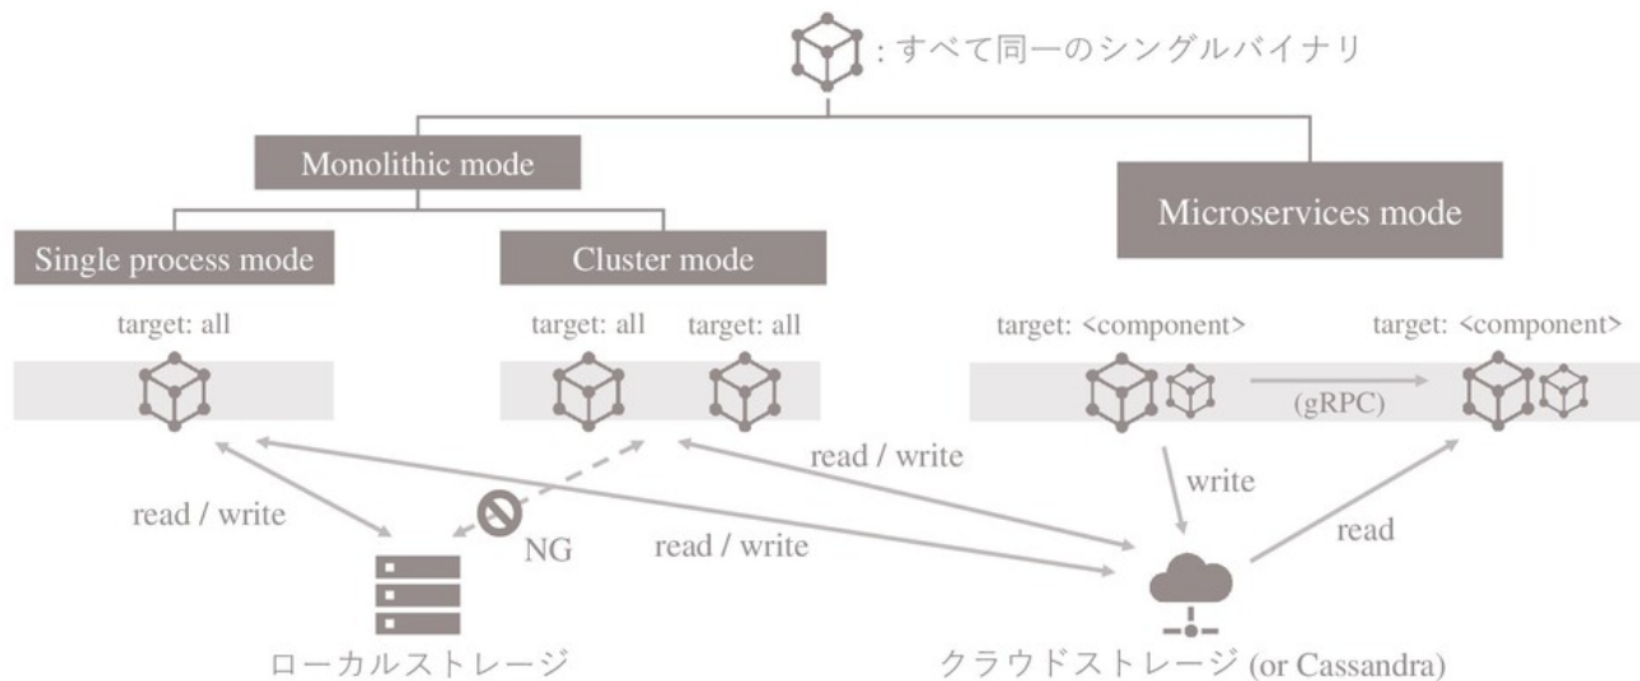 : すべて同一のシングルバイナリ
Monolithic mode
Microservices mode
Single process mode
Cluster mode
target: all
target: all
target: all
target: <component>
target: <component>
(gRPC)
read / write
write
read / write
NG
read / write
read
ローカルストレージ
クラウドストレージ (or Cassandra)